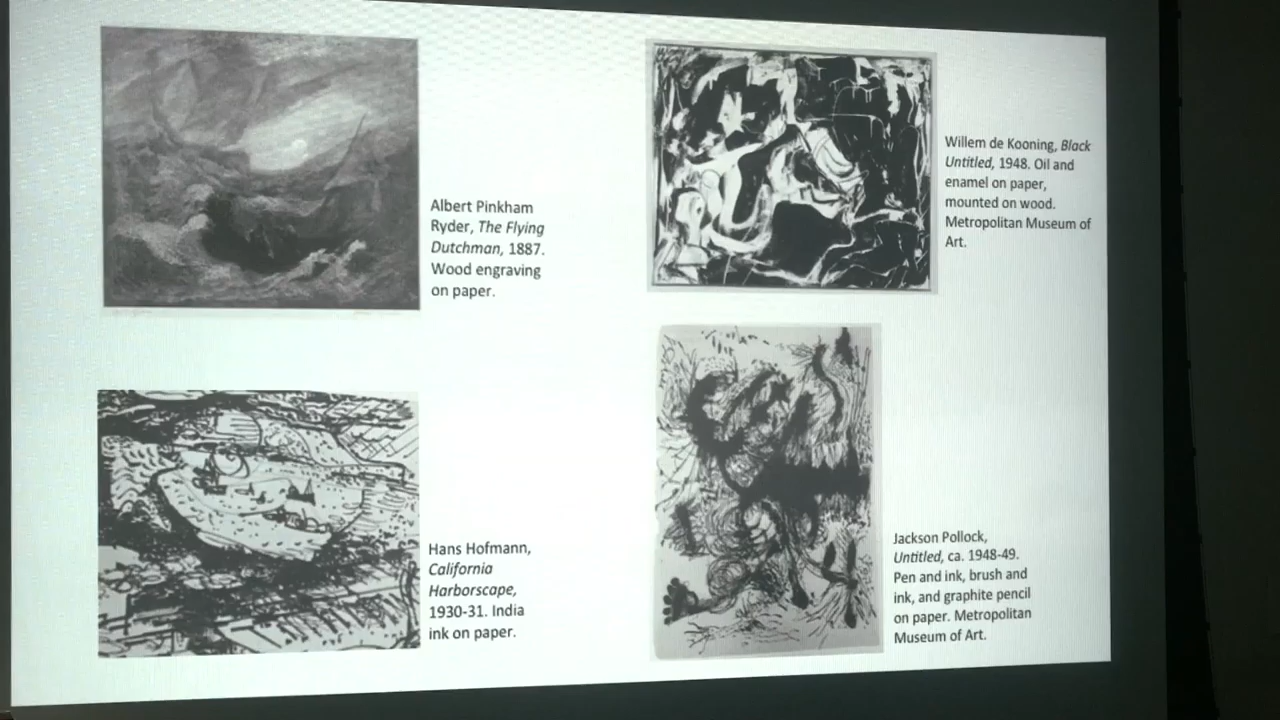 Albert Pinkham
Ryder, The Flying
Dutchman, 1887.
Wood engraving
on paper.
Willem de Kooning, Black
Untitled, 1948. Oil and
enamel on paper,
mounted on wood.
Metropolitan Museum of
Art.
Hans Hofmann,
California
Harborscape,
1930-31. India
ink on paper.
Jackson Pollock,
Untitled, ca. 1948-49.
Pen and ink, brush and
ink, and graphite pencil
on paper. Metropolitan
Museum of Art.